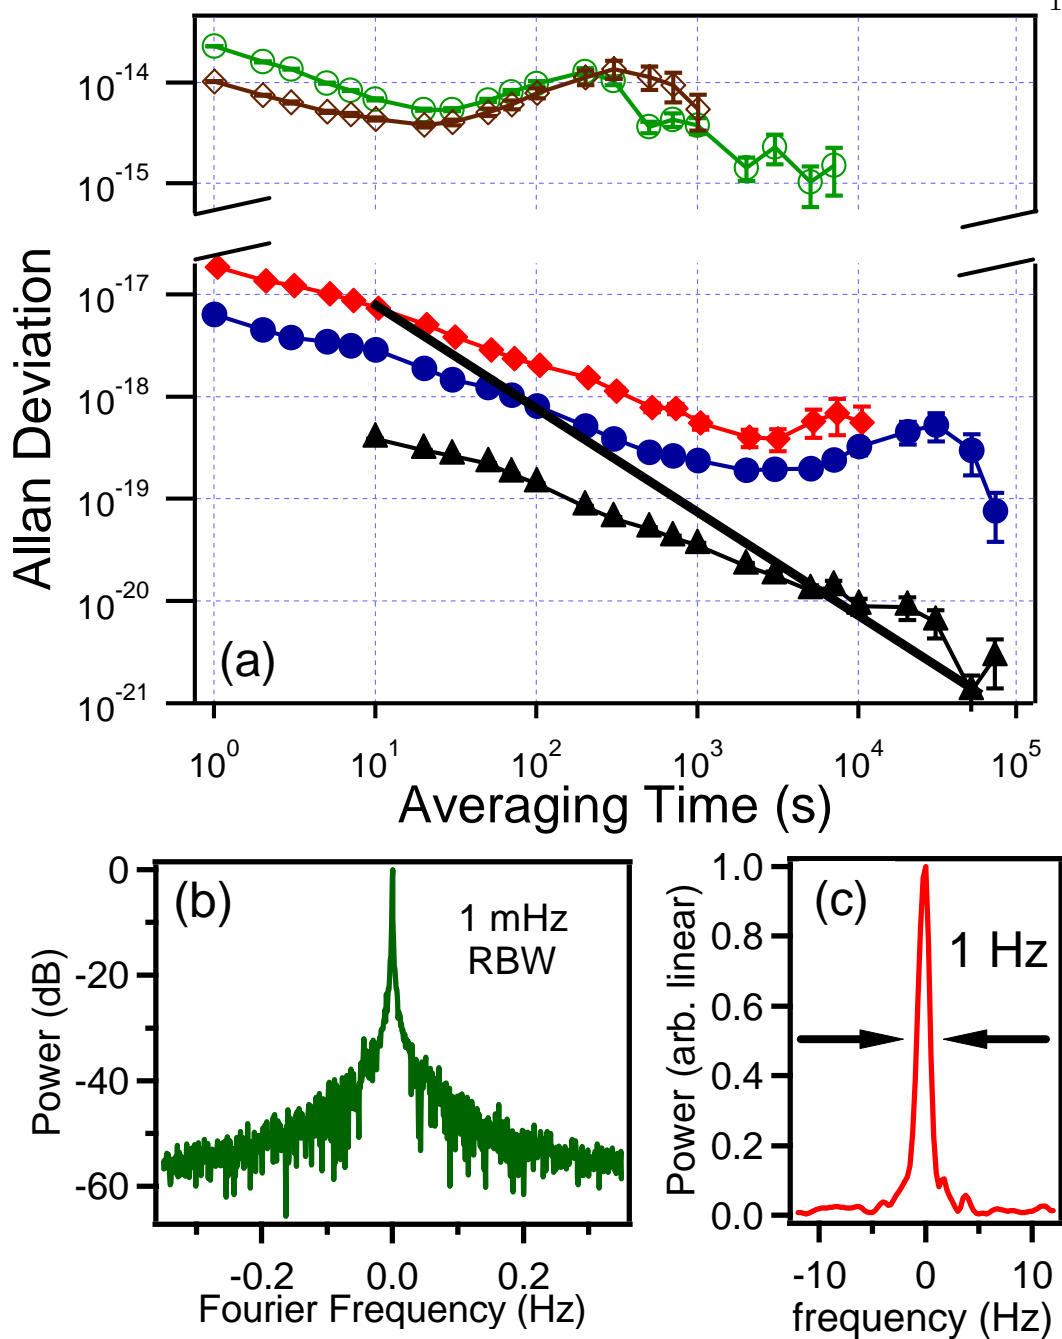 1
10^-14
10^-15
10^-17
10^-18
10^-19
10^-20
10^-21
Allan Deviation
(a)
10^0 10^1 10^2 10^3 10^4 10^5
Averaging Time (s)
0
-20
-40
-60
Power (dB)
(b)
1 mHz
RBW
-0.2 0.0 0.2
Fourier Frequency (Hz)
1.0
0.8
0.6
0.4
0.2
0.0
Power (arb. linear)
(c)
1 Hz
-10 0 10
frequency (Hz)